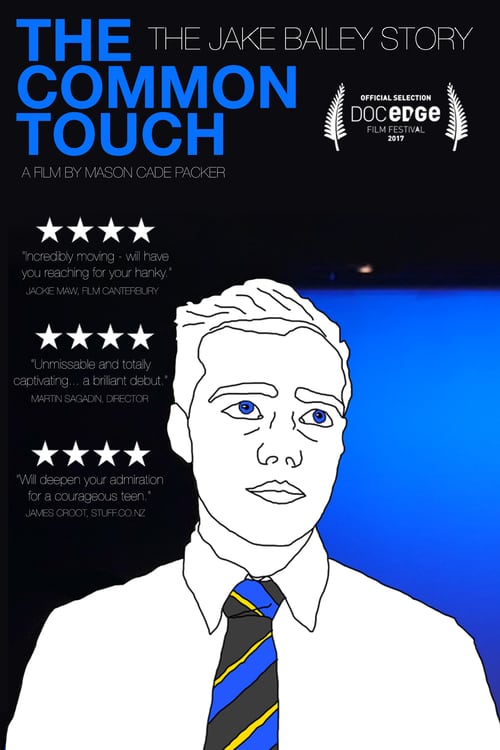 THE
COMMON
TOUCH
THE JAKE BAILEY STORY
A FILM BY MASON CADE PACKER
OFFICIAL SELECTION
DOCEDGE
FILM FESTIVAL
2017
"Incredibly moving - will have
you reaching for your hanky."
JACKIE MAW, FILM CANTERBURY
"Unmissable and totally
captivating... a brilliant debut."
MARTIN SAGADIN, DIRECTOR
"Will deepen your admiration
for a courageous teen."
JAMES CROOT, STUFF.CO.NZ